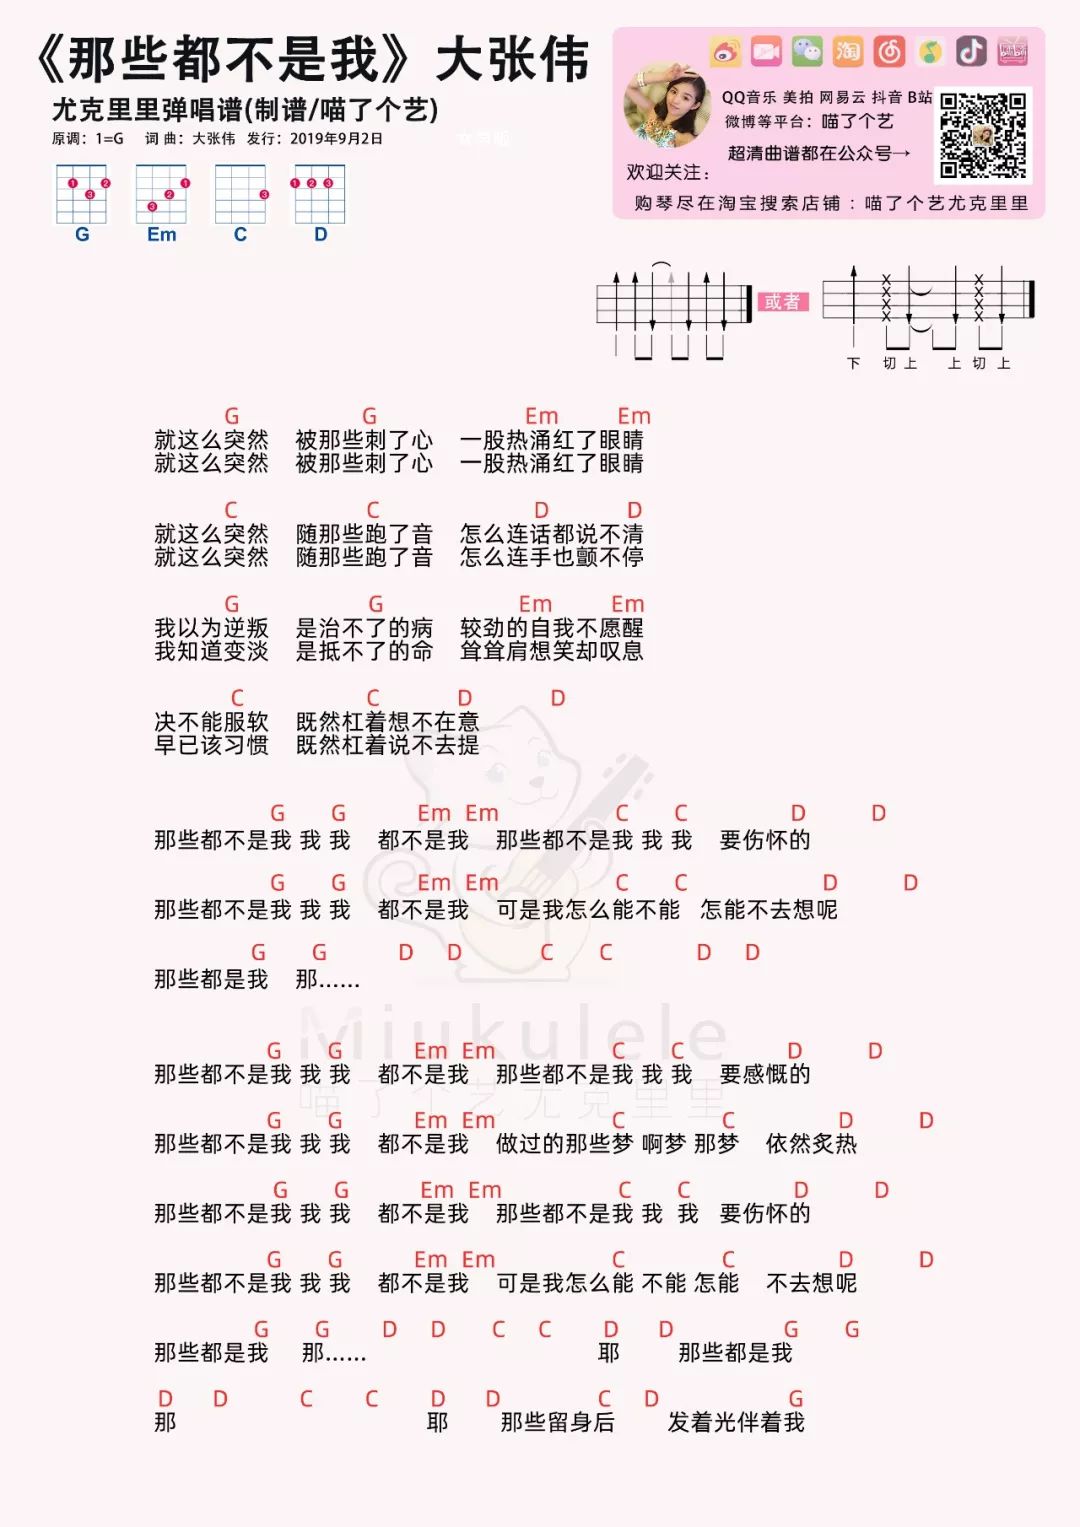 《那些都不是我》大张伟
尤克里里弹唱谱(制谱/喵了个艺)
原调：1=G 词 曲：大张伟 发行：2019年9月2日
QQ音乐 美拍 网易云 抖音 B站
微博等平台：喵了个艺
超清曲谱都在公众号→
欢迎关注：
购琴尽在淘宝搜索店铺：喵了个艺尤克里里
G Em C D
或者
下 切 上 上 切 上
G G Em Em
就这么突然 被那些刺了心 一股热涌红了眼睛
就这么突然 被那些刺了心 一股热涌红了眼睛
C C D D
就这么突然 随那些跑了音 怎么连话都说不清
就这么突然 随那些跑了音 怎么连手也颤不停
G G Em Em
我以为逆叛 是治不了的病 较劲的自我不愿醒
我知道变淡 是抵不了的命 耸耸肩想笑却叹息
C C D D
决不能服软 既然杠着想不在意
早已该习惯 既然杠着说不去提
G G Em Em C C D D
那些都不是我 我 我 都不是我 那些都不是我 我 我 要伤怀的
G G Em Em C C D D
那些都不是我 我 我 都不是我 可是我怎么能不能 怎能不去想呢
G G D D C C D D
那些都是我 那……
Miukulele
喵了个艺尤克里里
G G Em Em C C D D
那些都不是我 我 我 都不是我 那些都不是我 我 我 要感慨的
G G Em Em C C D D
那些都不是我 我 我 都不是我 做过的那些梦 啊梦 那梦 依然炙热
G G Em Em C C D D
那些都不是我 我 我 都不是我 那些都不是我 我 我 要伤怀的
G G Em Em C C D D
那些都不是我 我 我 都不是我 可是我怎么能 不能 怎能 不去想呢
G G D D C C D D G G
那些都是我 那…… 耶 那些都是我
D D C C D D C D G
那 耶 那些留身后 发着光伴着我